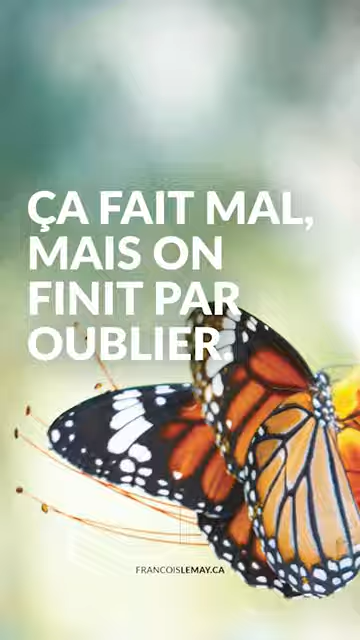 ÇA FAIT MAL,
MAIS ON
FINIT PAR
OUBLIER.
FRANCOISLEMAY.CA